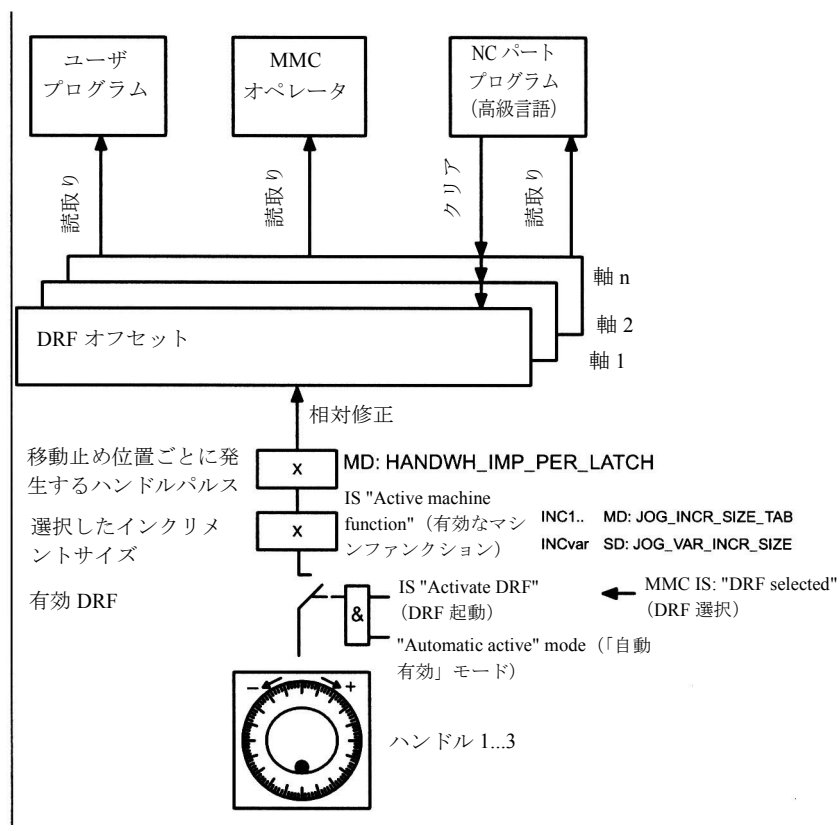 ユーザ
プログラム
MMC
オペレータ
NC パート
プログラム
（高級言語）
読取り
読取り
クリア
読取り
軸 n
軸 2
軸 1
DRF オフセット
相対修正
移動止め位置ごとに発
生するハンドルパルス
x
MD: HANDWH_IMP_PER_LATCH
選択したインクリメ
ントサイズ
x
IS "Active machine
function"（有効なマシ
ンファンクション）
INC1.. MD: JOG_INCR_SIZE_TAB
INCvar SD: JOG_VAR_INCR_SIZE
有効 DRF
&
IS "Activate DRF"
（DRF 起動）
MMC IS: "DRF selected"
（DRF 選択）
"Automatic active" mode（「自動
有効」モード）
− +
ハンドル 1...3